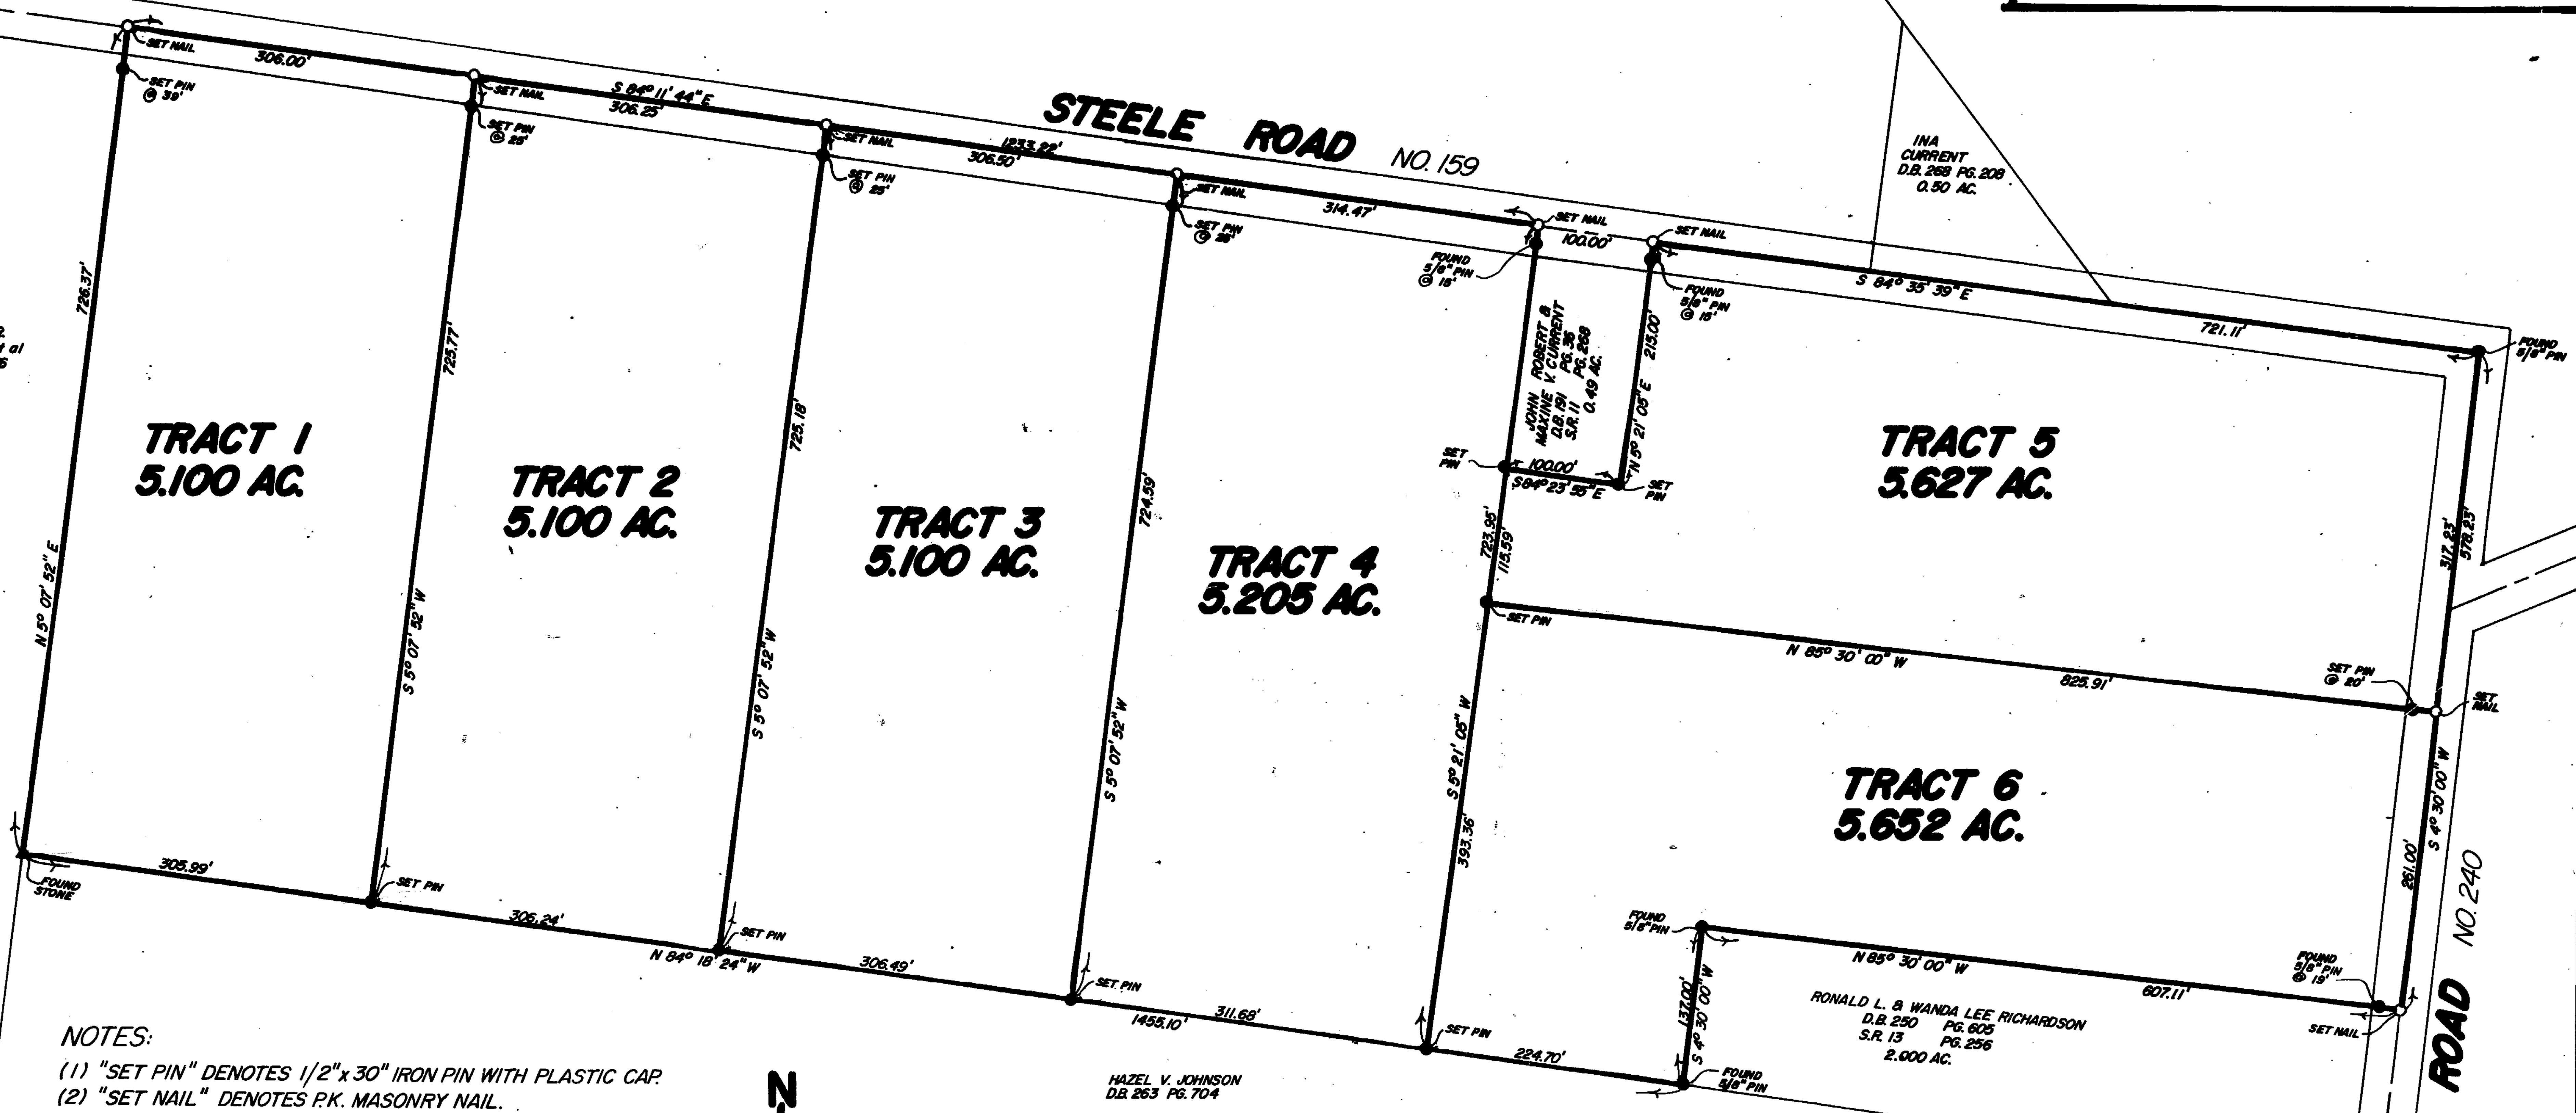 SET NAIL
306.00'
SET PIN
@ 39'
SET NAIL
S 84° 11' 44" E
306.25'
SET PIN
@ 25'
SET NAIL
1233.22'
306.50'
SET PIN
@ 25'
STEELE ROAD NO. 159
SET NAIL
314.47'
SET PIN
@ 25'
SET NAIL
100.00'
FOUND
5/8" PIN
@ 15'
SET NAIL
FOUND
5/8" PIN
@ 15'
INA
CURRENT
D.B. 268 PG. 208
0.50 AC.
S 84° 35' 39" E
721.11'
FOUND
5/8" PIN
726.37'
N 5° 07' 52" E
TRACT 1
5.100 AC.
725.77'
S 5° 07' 52" W
TRACT 2
5.100 AC.
725.18'
S 5° 07' 52" W
TRACT 3
5.100 AC.
724.59'
S 5° 07' 52" W
TRACT 4
5.205 AC.
JOHN ROBERT &
MAXINE V. CURRENT
D.B. 191 PG. 36
S.R. 11 PG. 268
0.49 AC.
N 5° 21' 05" E 215.00'
SET
PIN
100.00'
S 84° 23' 55" E
SET
PIN
723.95'
115.59'
SET PIN
TRACT 5
5.627 AC.
317.23'
578.23'
N 85° 30' 00" W
825.91'
SET PIN
@ 20'
SET
NAIL
S 5° 21' 05" W
393.36'
TRACT 6
5.652 AC.
S 4° 30' 00" W
261.00'
FOUND
5/8" PIN
N 85° 30' 00" W
607.11'
FOUND
5/8" PIN
@ 19'
SET NAIL
137.00'
S 4° 30' 00" W
RONALD L. & WANDA LEE RICHARDSON
D.B. 250 PG. 605
S.R. 13 PG. 256
2.000 AC.
ROAD NO. 240
FOUND
STONE
305.99'
SET PIN
306.24'
SET PIN
N 84° 18' 24" W
306.49'
SET PIN
1455.10'
311.68'
SET PIN
224.70'
FOUND
5/8" PIN
HAZEL V. JOHNSON
D.B. 263 PG. 704
NOTES:
(1) "SET PIN" DENOTES 1/2" x 30" IRON PIN WITH PLASTIC CAP.
(2) "SET NAIL" DENOTES P.K. MASONRY NAIL.
N